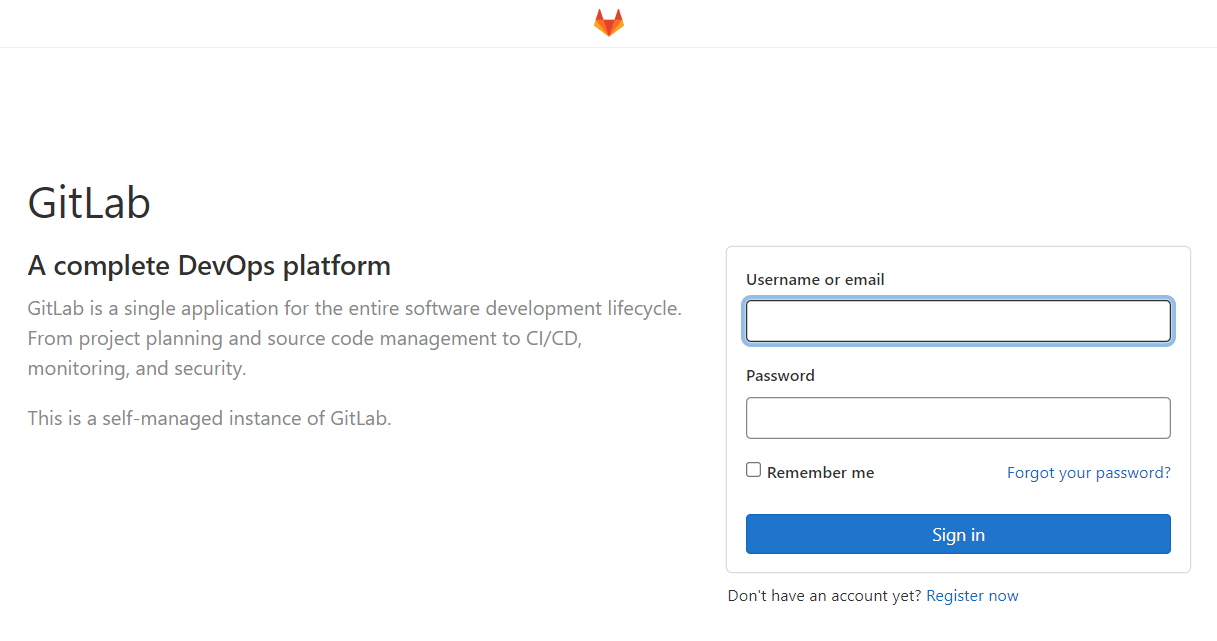 GitLab
A complete DevOps platform
GitLab is a single application for the entire software development lifecycle.
From project planning and source code management to CI/CD,
monitoring, and security.
This is a self-managed instance of GitLab.
Username or email
Password
Remember me
Forgot your password?
Sign in
Don't have an account yet? Register now